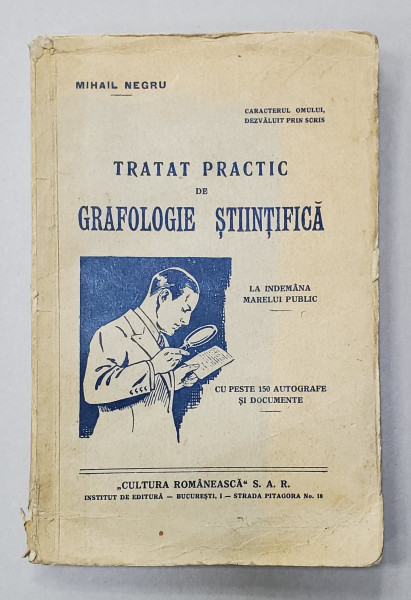 MIHAIL NEGRU
CARACTERUL OMULUI,
DEZVĂLUIT PRIN SCRIS
TRATAT PRACTIC
DE
GRAFOLOGIE ȘTIINȚIFICĂ
LA INDEMÂNA
MARELUI PUBLIC
CU PESTE 150 AUTOGRAFE
ȘI DOCUMENTE
„CULTURA ROMÂNEASCĂ“ S. A. R.
INSTITUT DE EDITURĂ — BUCUREȘTI, I — STRADA PITAGORA No. 18